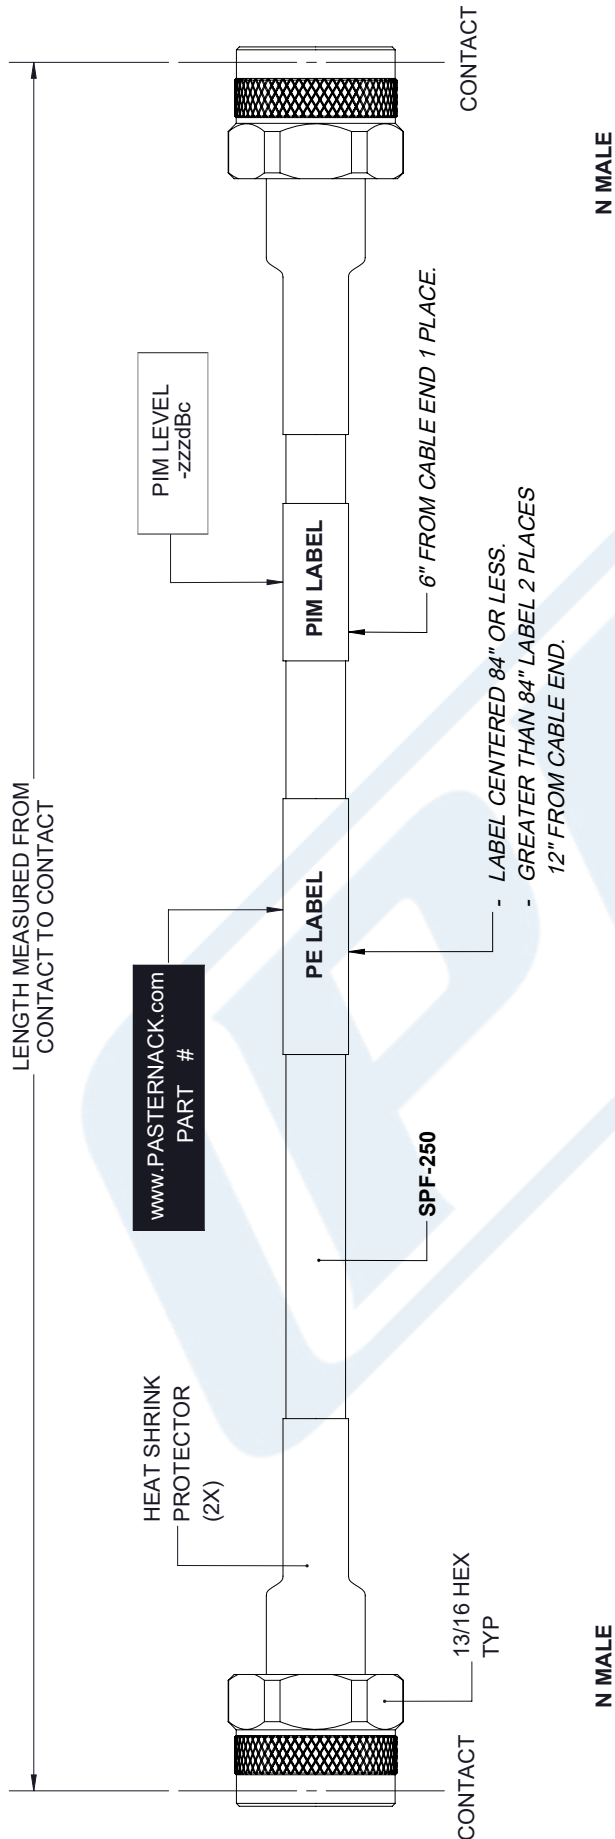 LENGTH MEASURED FROM
CONTACT TO CONTACT
HEAT SHRINK
PROTECTOR
(2X)
www.PASTERNACK.com
PART #
PIM LEVEL
-zzzdBc
PE LABEL
PIM LABEL
CONTACT
13/16 HEX
TYP
SPF-250
- LABEL CENTERED 84" OR LESS.
- GREATER THAN 84" LABEL 2 PLACES
12" FROM CABLE END.
6" FROM CABLE END 1 PLACE.
CONTACT
N MALE
N MALE